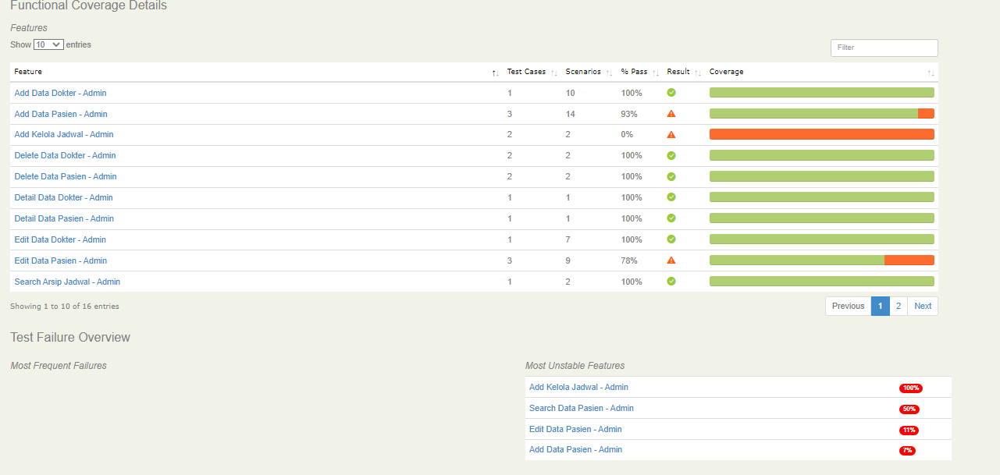 Functional Coverage Details
Features
Show 10 entries
Filter
Feature Test Cases Scenarios % Pass Result Coverage
Add Data Dokter - Admin 1 10 100%
Add Data Pasien - Admin 3 14 93%
Add Kelola Jadwal - Admin 2 2 0%
Delete Data Dokter - Admin 2 2 100%
Delete Data Pasien - Admin 2 2 100%
Detail Data Dokter - Admin 1 1 100%
Detail Data Pasien - Admin 1 1 100%
Edit Data Dokter - Admin 1 7 100%
Edit Data Pasien - Admin 3 9 78%
Search Arsip Jadwal - Admin 1 2 100%
Showing 1 to 10 of 16 entries
Previous 1 2 Next
Test Failure Overview
Most Frequent Failures
Most Unstable Features
Add Kelola Jadwal - Admin 100%
Search Data Pasien - Admin 50%
Edit Data Pasien - Admin 11%
Add Data Pasien - Admin 7%